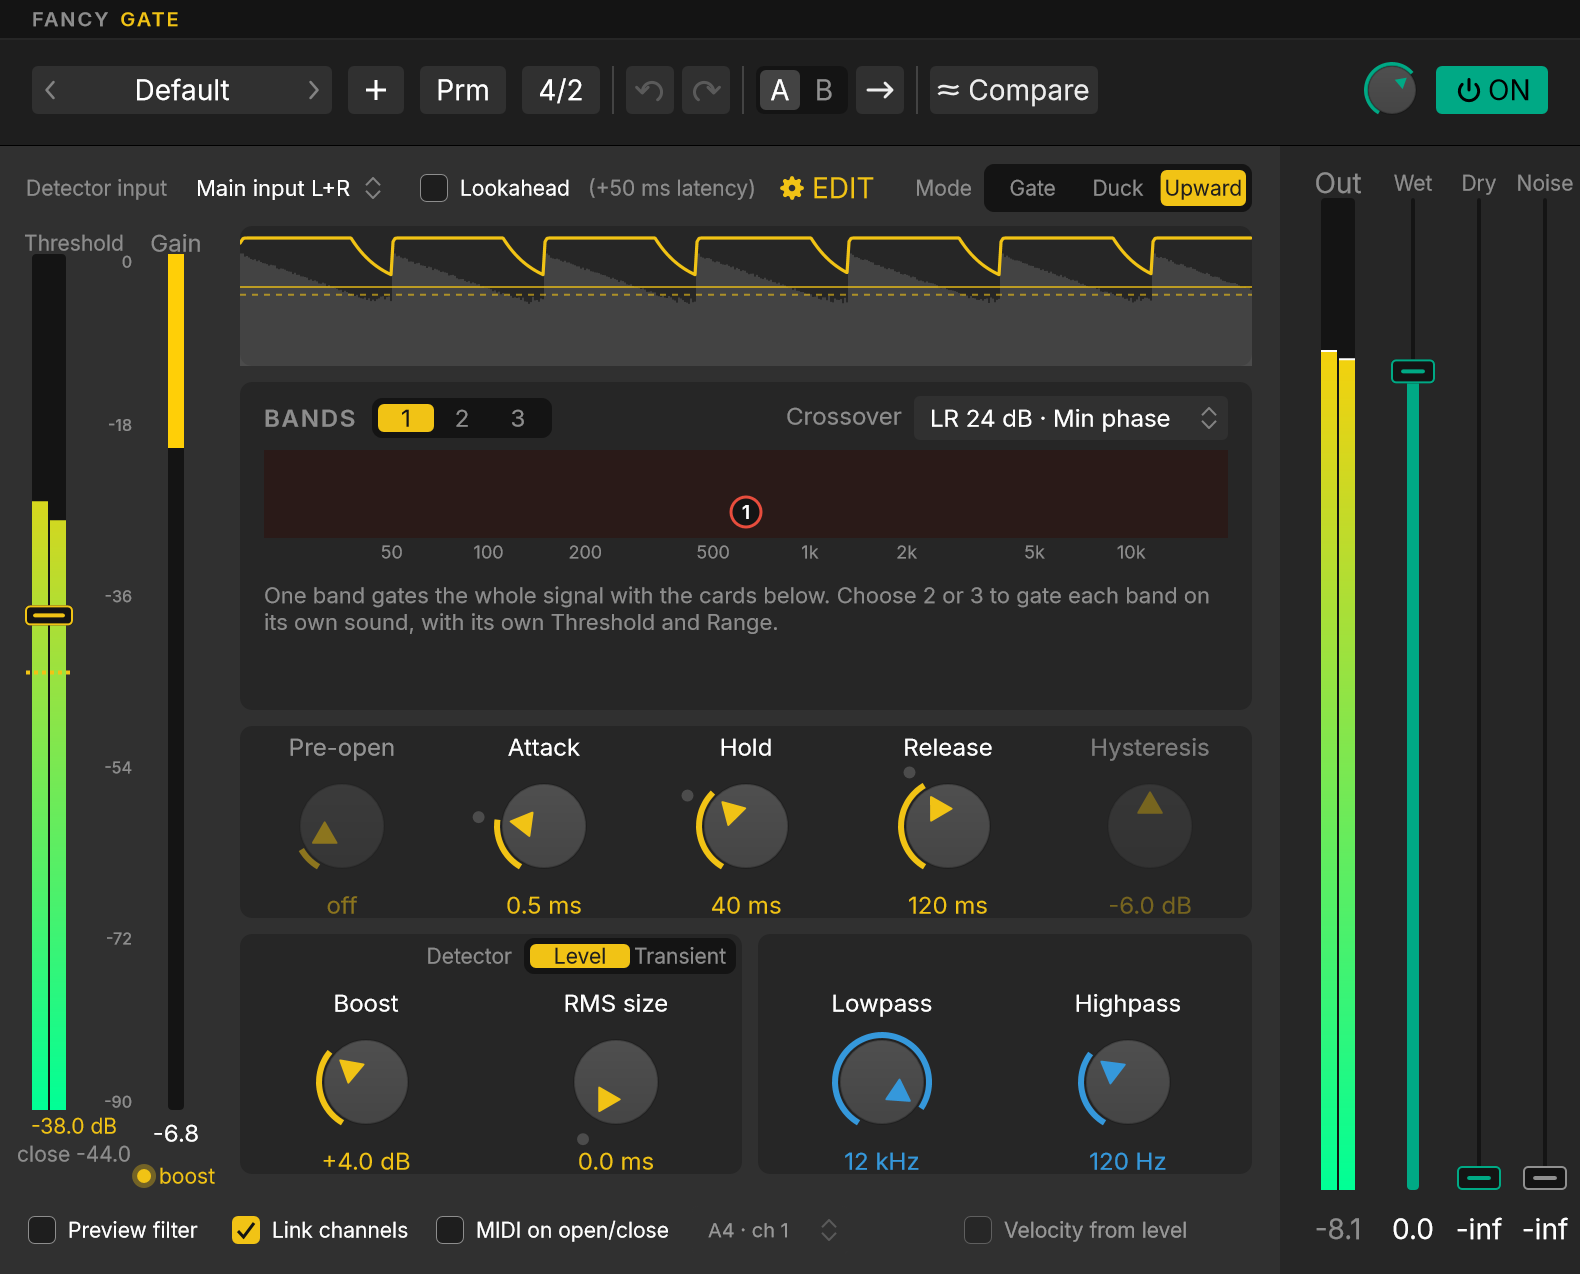 FANCY GATE
Default
+
Prm
4/2
A B
≈ Compare
ON
Detector input Main input L+R
Lookahead (+50 ms latency)
EDIT
Mode Gate Duck Upward
Out Wet Dry Noise
Threshold Gain
0
-18
-36
-54
-72
-90
-38.0 dB
close -44.0
-6.8
boost
BANDS 1 2 3
Crossover LR 24 dB · Min phase
1
50 100 200 500 1k 2k 5k 10k
One band gates the whole signal with the cards below. Choose 2 or 3 to gate each band on
its own sound, with its own Threshold and Range.
Pre-open Attack Hold Release Hysteresis
off 0.5 ms 40 ms 120 ms -6.0 dB
Detector Level Transient
Boost RMS size
+4.0 dB 0.0 ms
Lowpass Highpass
12 kHz 120 Hz
Preview filter Link channels MIDI on open/close A4 · ch 1 Velocity from level
-8.1 0.0 -inf -inf